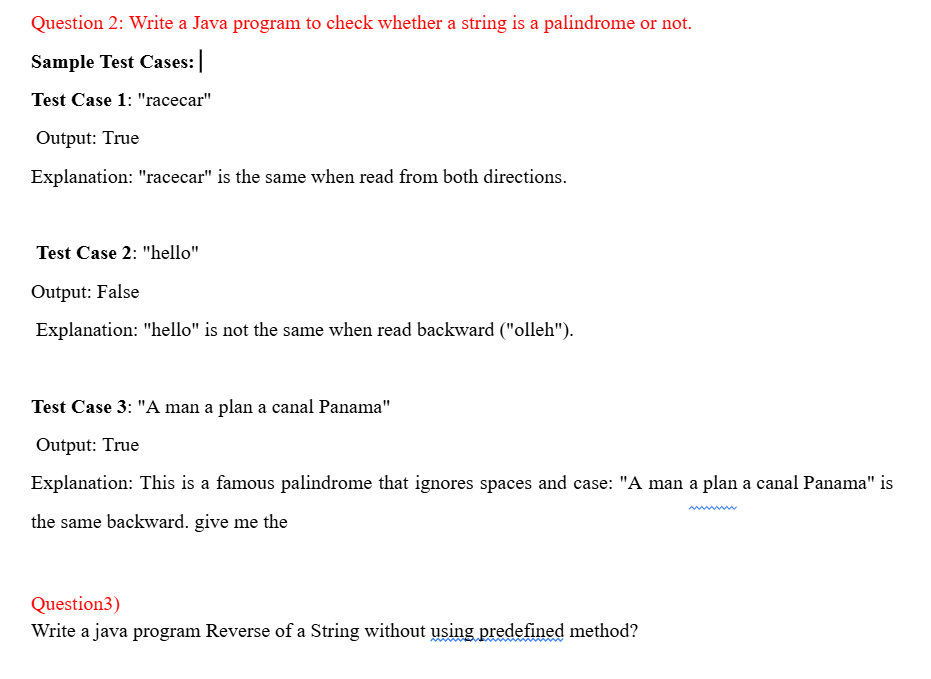 Question 2: Write a Java program to check whether a string is a palindrome or not.
Sample Test Cases:
Test Case 1: "racecar"
Output: True
Explanation: "racecar" is the same when read from both directions.
Test Case 2: "hello"
Output: False
Explanation: "hello" is not the same when read backward ("olleh").
Test Case 3: "A man a plan a canal Panama"
Output: True
Explanation: This is a famous palindrome that ignores spaces and case: "A man a plan a canal Panama" is
the same backward. give me the
Question3)
Write a java program Reverse of a String without using predefined method?